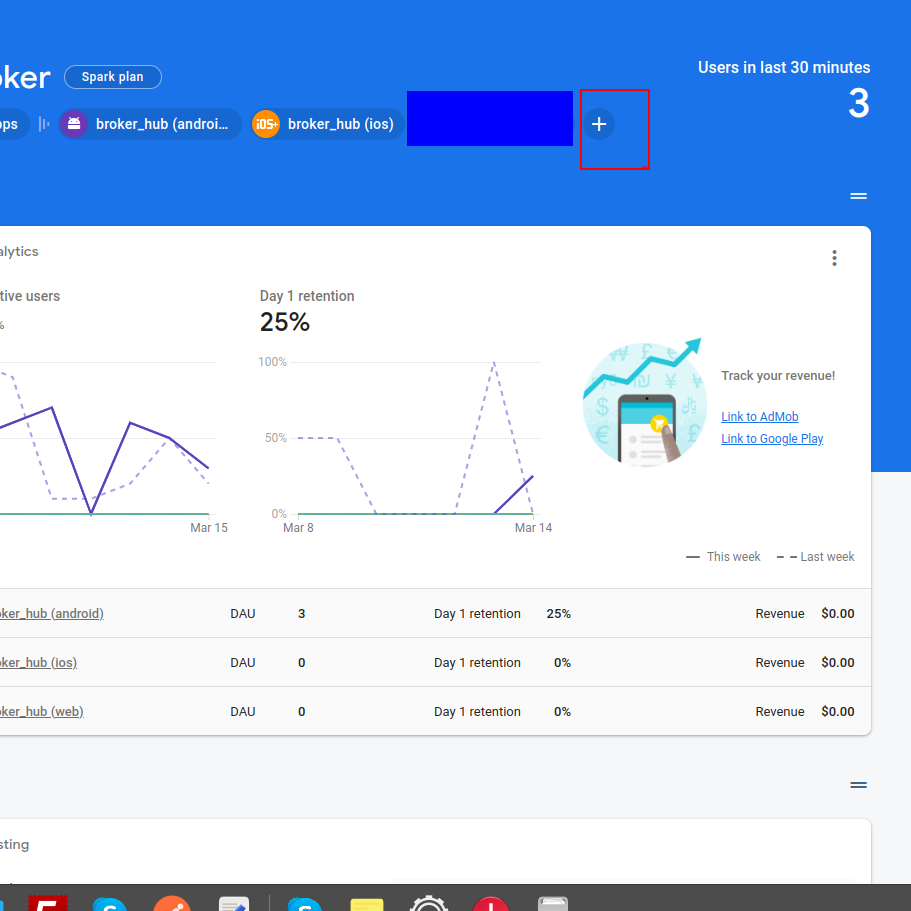 oker Spark plan
Users in last 30 minutes
3
pps broker_hub (androi... iOS+ broker_hub (ios) +
alytics
tive users Day 1 retention
% 25%
100%
50%
0%
Mar 15 Mar 8 Mar 14
Track your revenue!
Link to AdMob
Link to Google Play
This week Last week
oker_hub (android) DAU 3 Day 1 retention 25% Revenue $0.00
oker_hub (ios) DAU 0 Day 1 retention 0% Revenue $0.00
oker_hub (web) DAU 0 Day 1 retention 0% Revenue $0.00
sting